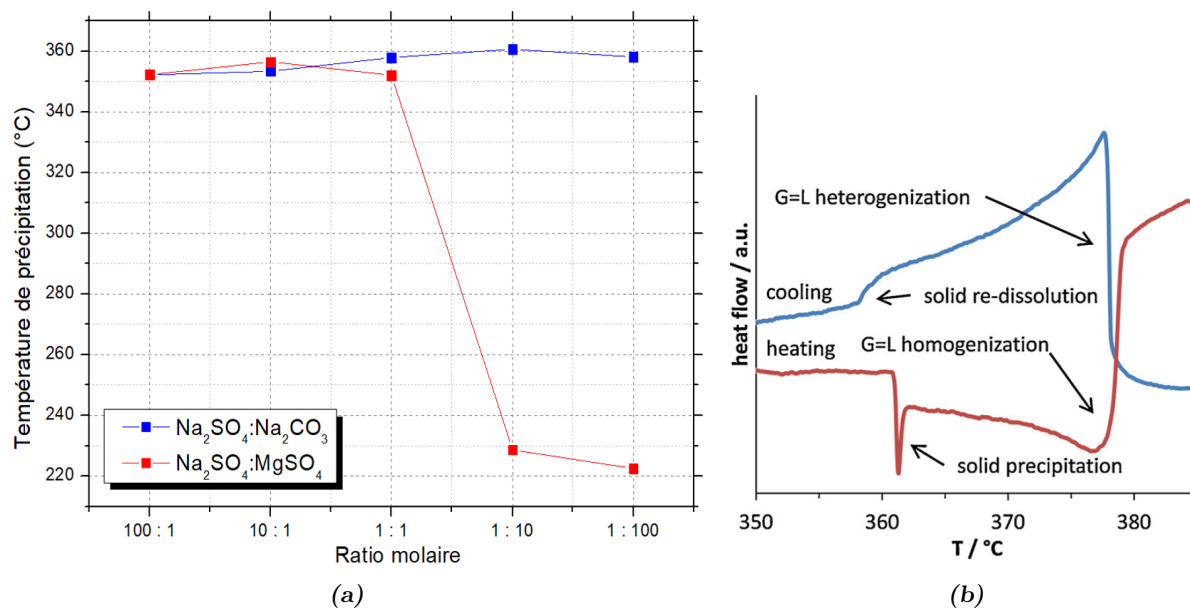 Température de précipitation (°C)
360
340
320
300
280
260
240
220
Na₂SO₄:Na₂CO₃
Na₂SO₄:MgSO₄
100 : 1
10 : 1
1 : 1
1 : 10
1 : 100
Ratio molaire
(a)
heat flow / a.u.
G=L heterogenization
cooling
solid re-dissolution
G=L homogenization
heating
solid precipitation
350
360
370
380
T / °C
(b)